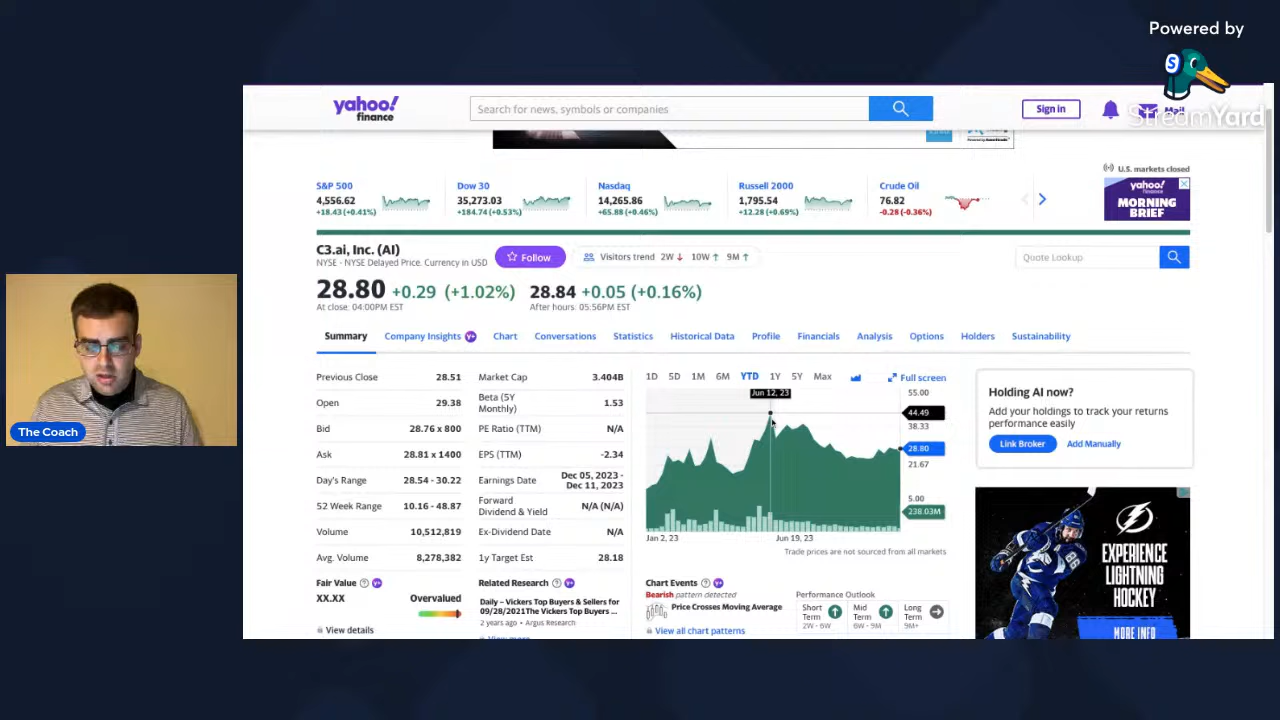 Powered by
S
StreamYard
yahoo!
finance
Search for news, symbols or companies
Sign in
Mail
S&P 500
4,556.62
+18.43 (+0.41%)
Dow 30
35,273.03
+184.74 (+0.53%)
Nasdaq
14,265.86
+65.88 (+0.46%)
Russell 2000
1,795.54
+12.28 (+0.69%)
Crude Oil
76.82
-0.28 (-0.36%)
U.S. markets closed
yahoo!
MORNING
BRIEF
C3.ai, Inc. (AI)
NYSE - NYSE Delayed Price. Currency in USD
Follow
Visitors trend 2W ↓ 10W ↑ 9M ↑
Quote Lookup
28.80 +0.29 (+1.02%)
At close: 04:00PM EST
28.84 +0.05 (+0.16%)
After hours: 05:56PM EST
Summary Company Insights Y+ Chart Conversations Statistics Historical Data Profile Financials Analysis Options Holders Sustainability
Previous Close 28.51
Open 29.38
Bid 28.76 x 800
Ask 28.81 x 1400
Day's Range 28.54 - 30.22
52 Week Range 10.16 - 48.87
Volume 10,512,819
Avg. Volume 8,278,382
Market Cap 3.404B
Beta (5Y
Monthly) 1.53
PE Ratio (TTM) N/A
EPS (TTM) -2.34
Earnings Date Dec 05, 2023 -
Dec 11, 2023
Forward
Dividend & Yield N/A (N/A)
Ex-Dividend Date N/A
1y Target Est 28.18
Fair Value
XX.XX Overvalued
View details
Related Research
Daily – Vickers Top Buyers & Sellers for
09/28/2021The Vickers Top Buyers ...
2 years ago • Argus Research
View more
1D 5D 1M 6M YTD 1Y 5Y Max
Full screen
Jun 12, 23
55.00
44.49
38.33
28.80
21.67
5.00
238.03M
Jan 2, 23
Jun 19, 23
Trade prices are not sourced from all markets
Chart Events
Bearish pattern detected
Price Crosses Moving Average
View all chart patterns
Performance Outlook
Short
Term
2W - 6W
Mid
Term
6W - 9M
Long
Term
9M+
Holding AI now?
Add your holdings to track your returns
performance easily
Link Broker Add Manually
EXPERIENCE
LIGHTNING
HOCKEY
MORE INFO
The Coach